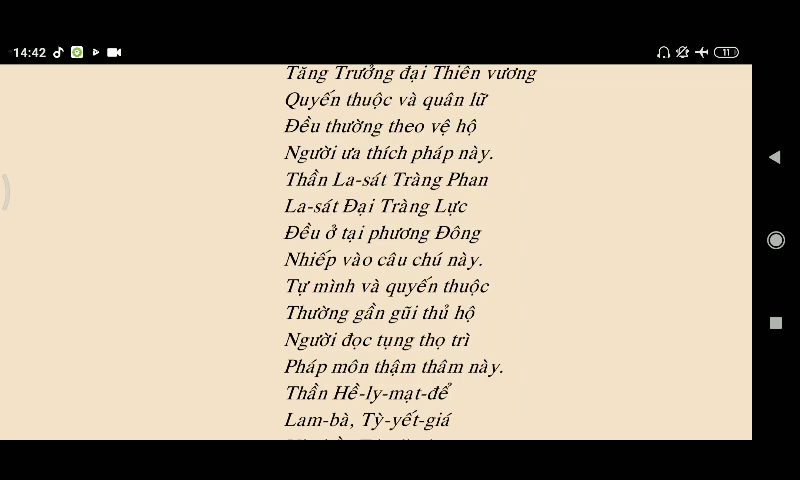 14:42
11
Tăng Trưởng đại Thiên vương
Quyến thuộc và quân lữ
Đều thường theo vệ hộ
Người ưa thích pháp này.
Thần La-sát Tràng Phan
La-sát Đại Tràng Lực
Đều ở tại phương Đông
Nhiếp vào câu chú này.
Tự mình và quyến thuộc
Thường gần gũi thủ hộ
Người đọc tụng thọ trì
Pháp môn thậm thâm này.
Thần Hề-ly-mạt-để
Lam-bà, Tỳ-yết-giá